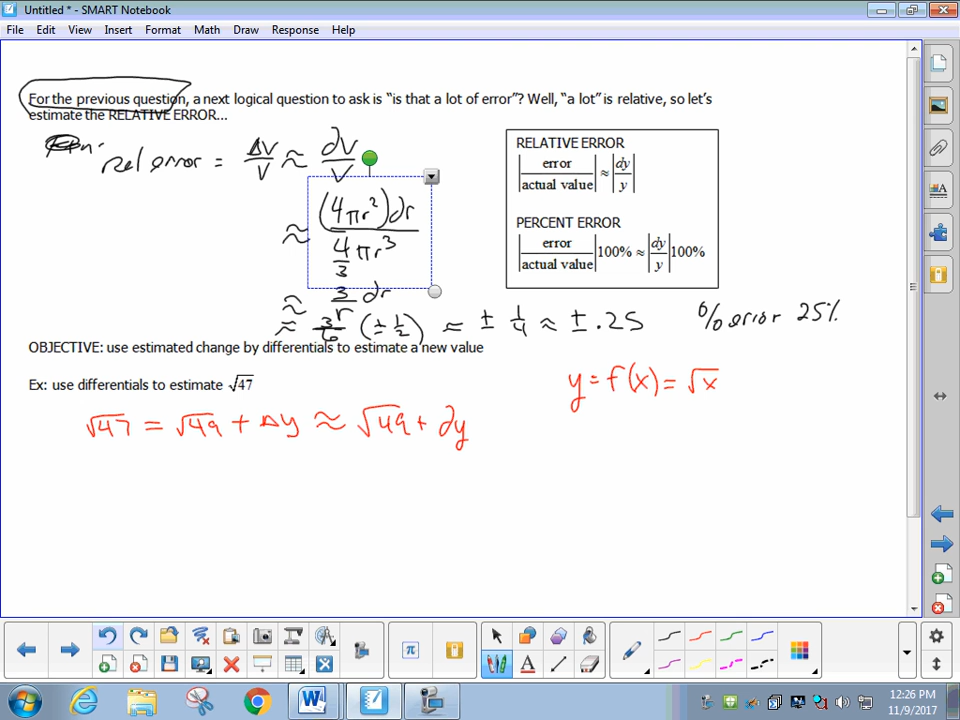 Untitled * - SMART Notebook
File Edit View Insert Format Math Draw Response Help
For the previous question, a next logical question to ask is “is that a lot of error”? Well, “a lot” is relative, so let’s
estimate the RELATIVE ERROR...
rel error = ΔV/V ≈ dV/V
≈ (4πr²)dr / 4/3 πr³
≈ 3/r dr
≈ 3/6 (± 1/2) ≈ ± 1/4 ≈ ± .25 % error 25%
RELATIVE ERROR
|error/actual value| ≈ |dy/y|
PERCENT ERROR
|error/actual value| 100% ≈ |dy/y| 100%
OBJECTIVE: use estimated change by differentials to estimate a new value
Ex: use differentials to estimate √47
y = f(x) = √x
√47 = √49 + Δy ≈ √49 + dy
12:26 PM
11/9/2017